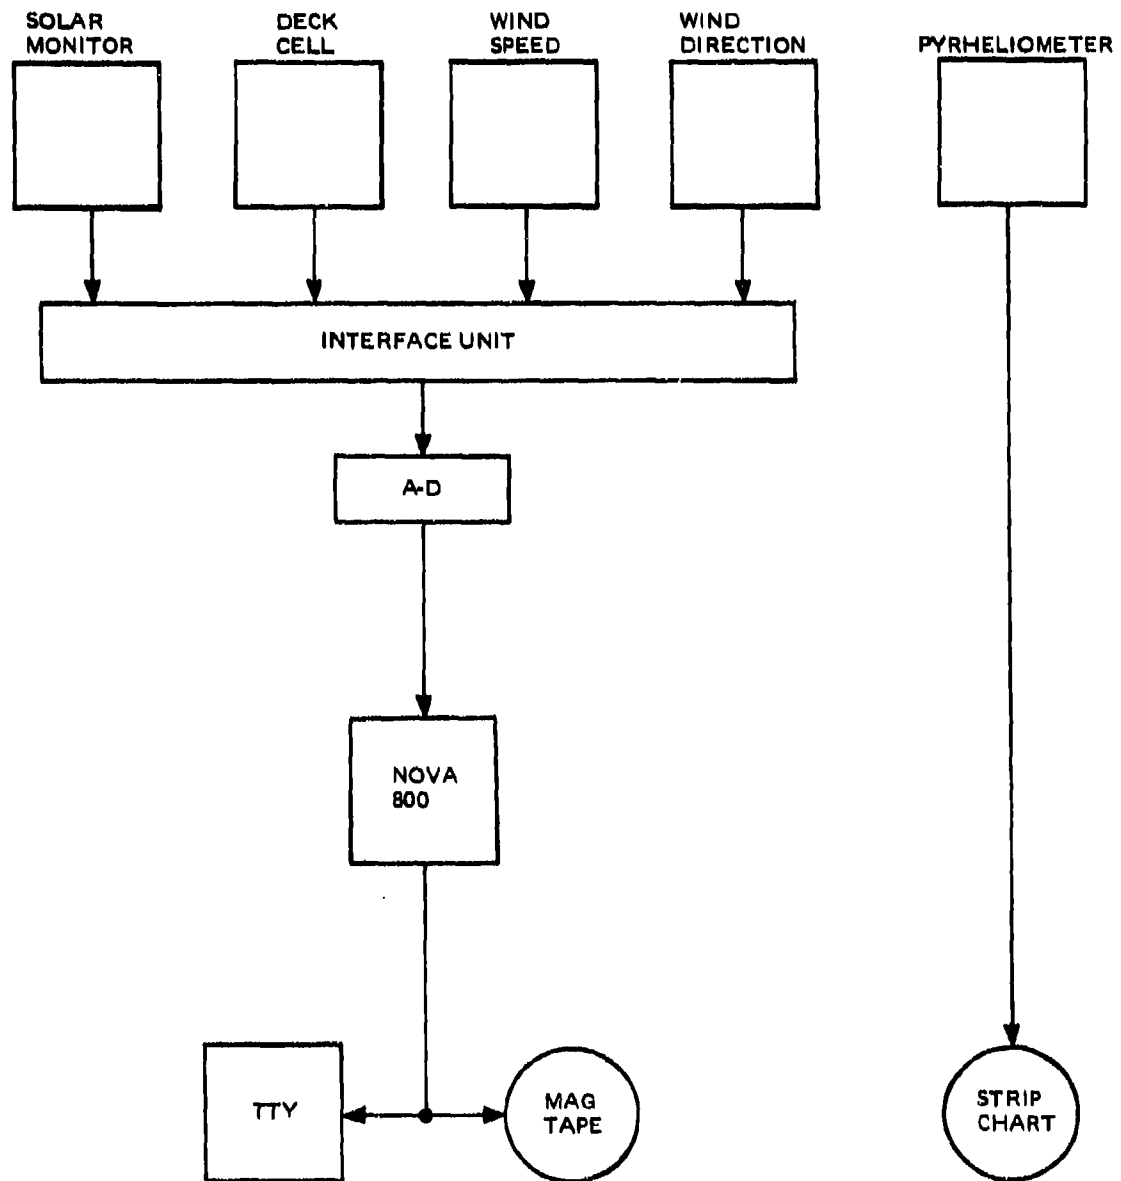 SOLAR
MONITOR
DECK
CELL
WIND
SPEED
WIND
DIRECTION
PYRHELIOMETER
INTERFACE UNIT
A-D
NOVA
800
TTY
MAG
TAPE
STRIP
CHART